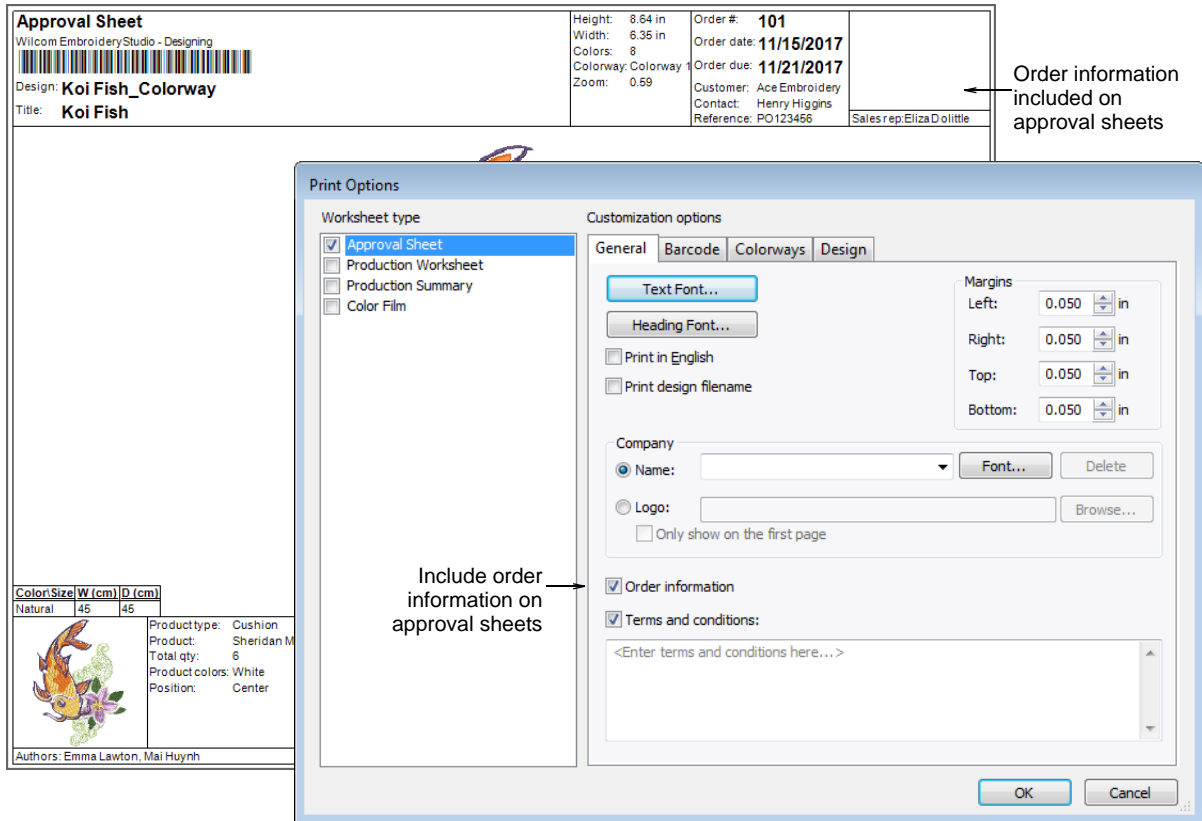 Approval Sheet
Wilcom EmbroideryStudio - Designing
Design: Koi Fish_Colorway
Title: Koi Fish
Height: 8.64 in
Width: 6.35 in
Colors: 8
Colorway: Colorway 1
Zoom: 0.59
Order #: 101
Order date: 11/15/2017
Order due: 11/21/2017
Customer: Ace Embroidery
Contact: Henry Higgins
Reference: PO123456
Sales rep:Eliza Dolittle
Order information
included on
approval sheets
Print Options
Worksheet type
Approval Sheet
Production Worksheet
Production Summary
Color Film
Customization options
General Barcode Colorways Design
Text Font...
Heading Font...
Print in English
Print design filename
Margins
Left: 0.050 in
Right: 0.050 in
Top: 0.050 in
Bottom: 0.050 in
Company
Name: Font... Delete
Logo: Browse...
Only show on the first page
Include order
information on
approval sheets
Order information
Terms and conditions:
<Enter terms and conditions here...>
OK Cancel
Color\Size W (cm) D (cm)
Natural 45 45
Product type: Cushion
Product: Sheridan M
Total qty: 6
Product colors: White
Position: Center
Authors: Emma Lawton, Mai Huynh